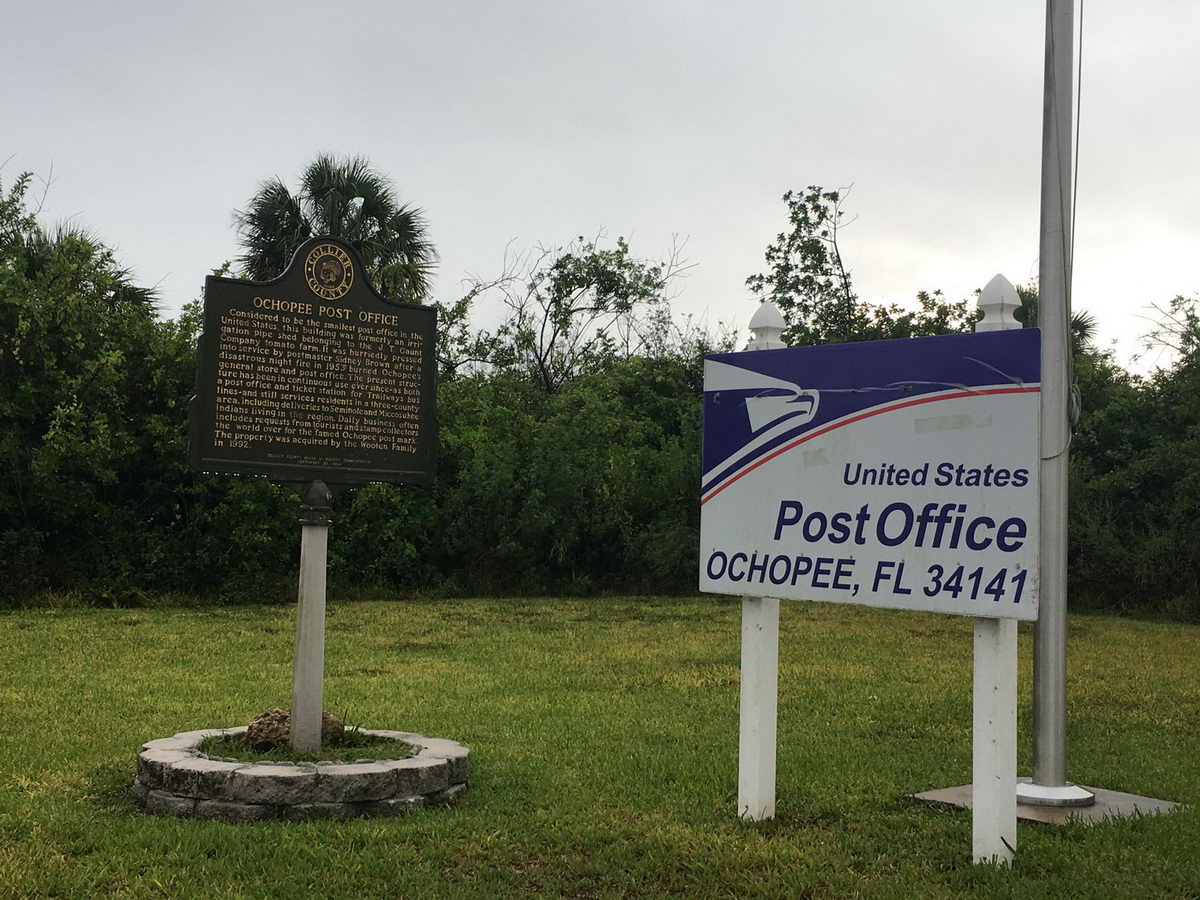 COLLIER
COUNTY
OCHOPEE POST OFFICE
Considered to be the smallest post office in the
United States, this building was formerly an irri-
gation pipe shed belonging to the J. T. Gaunt
Company tomato farm. It was hurriedly pressed
into service by postmaster Sidney Brown after a
disastrous night fire in 1953 burned Ochopee's
general store and post office. The present struc-
ture has been in continuous use ever since-as both
a post office and ticket station for Trailways bus
lines-and still services residents in a three-county
area, including deliveries to Seminole and Miccosukee
Indians living in the region. Daily business often
includes requests from tourists and stamp collectors
the world over for the famed Ochopee post mark.
The property was acquired by the Wooten Family
in 1992.
COLLIER COUNTY BOARD OF COUNTY COMMISSIONERS
United States
Post Office
OCHOPEE, FL 34141